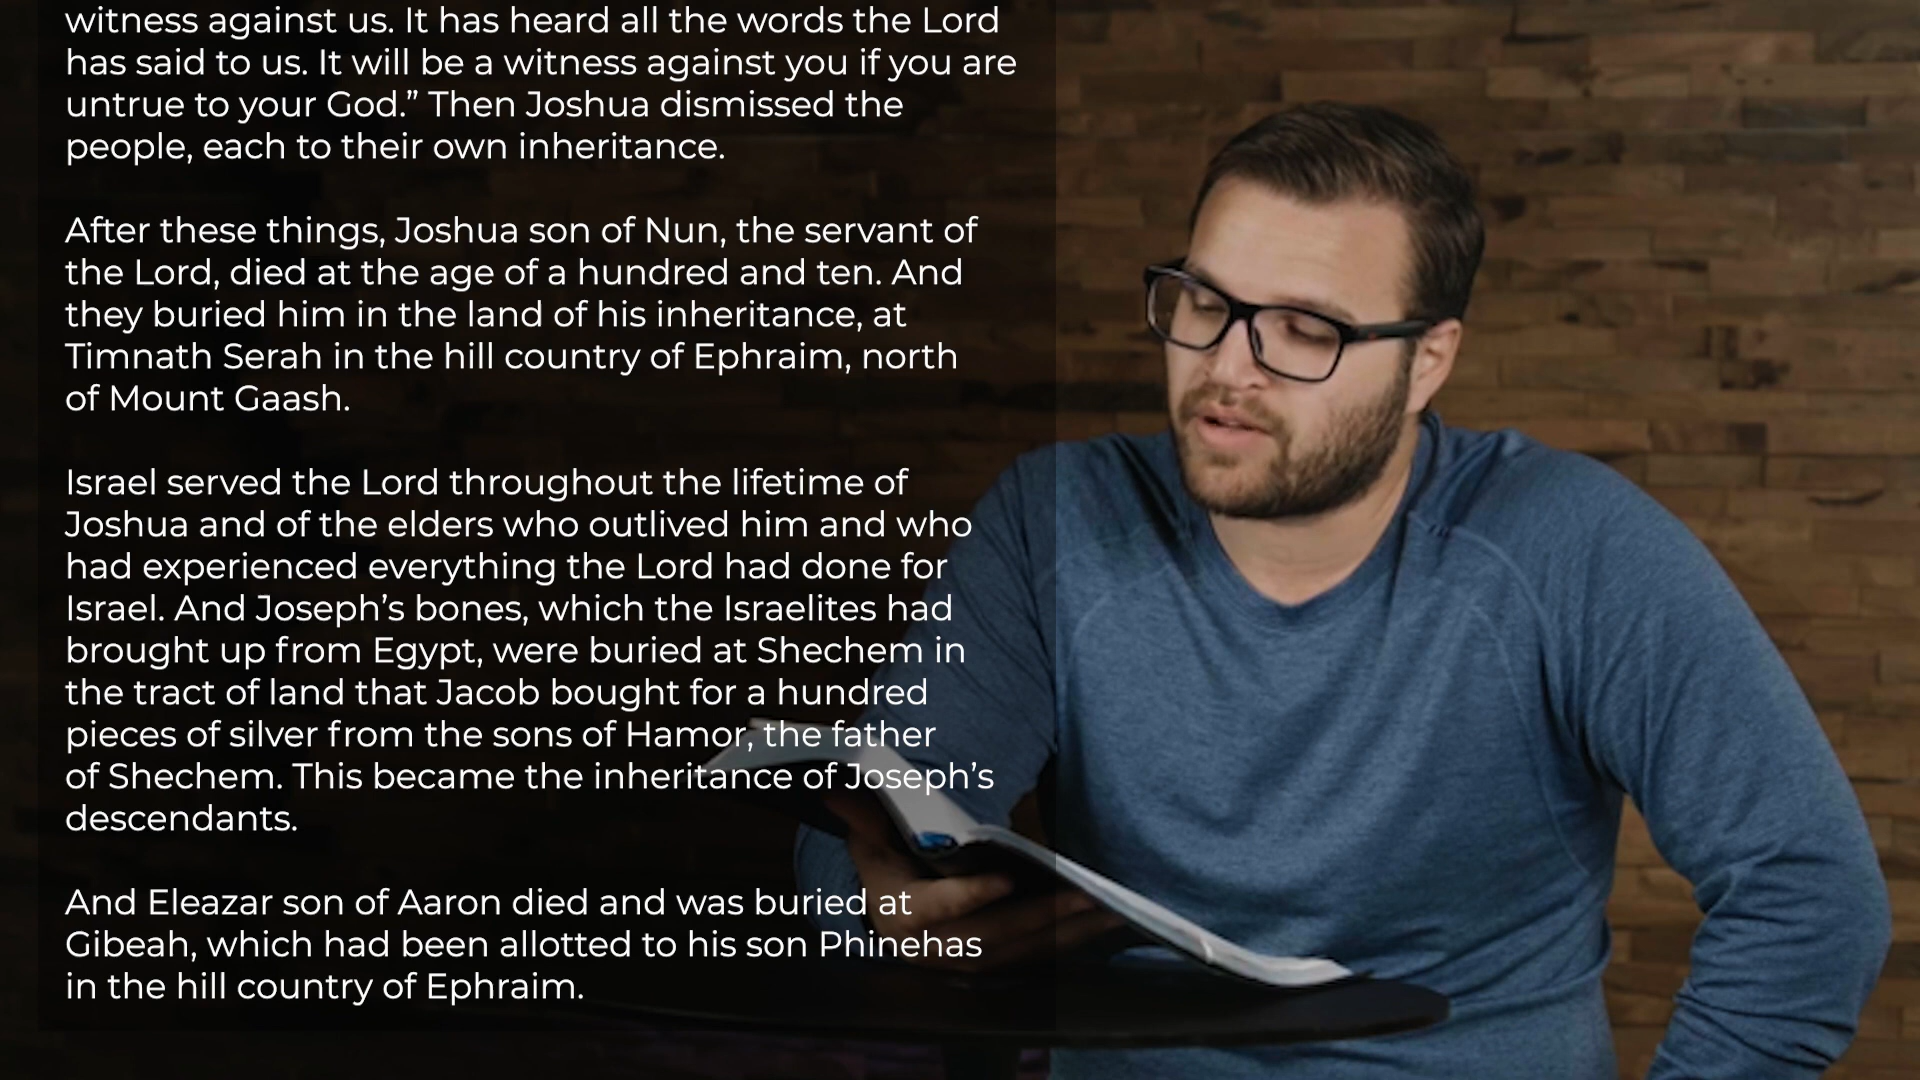 witness against us. It has heard all the words the Lord
has said to us. It will be a witness against you if you are
untrue to your God.” Then Joshua dismissed the
people, each to their own inheritance.
After these things, Joshua son of Nun, the servant of
the Lord, died at the age of a hundred and ten. And
they buried him in the land of his inheritance, at
Timnath Serah in the hill country of Ephraim, north
of Mount Gaash.
Israel served the Lord throughout the lifetime of
Joshua and of the elders who outlived him and who
had experienced everything the Lord had done for
Israel. And Joseph’s bones, which the Israelites had
brought up from Egypt, were buried at Shechem in
the tract of land that Jacob bought for a hundred
pieces of silver from the sons of Hamor, the father
of Shechem. This became the inheritance of Joseph’s
descendants.
And Eleazar son of Aaron died and was buried at
Gibeah, which had been allotted to his son Phinehas
in the hill country of Ephraim.